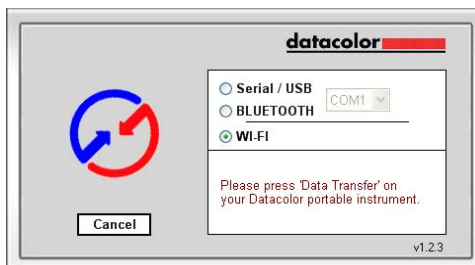 datacolor
Serial / USB
COM1
BLUETOOTH
WI-FI
Please press 'Data Transfer' on
your Datacolor portable instrument.
Cancel
v1.2.3